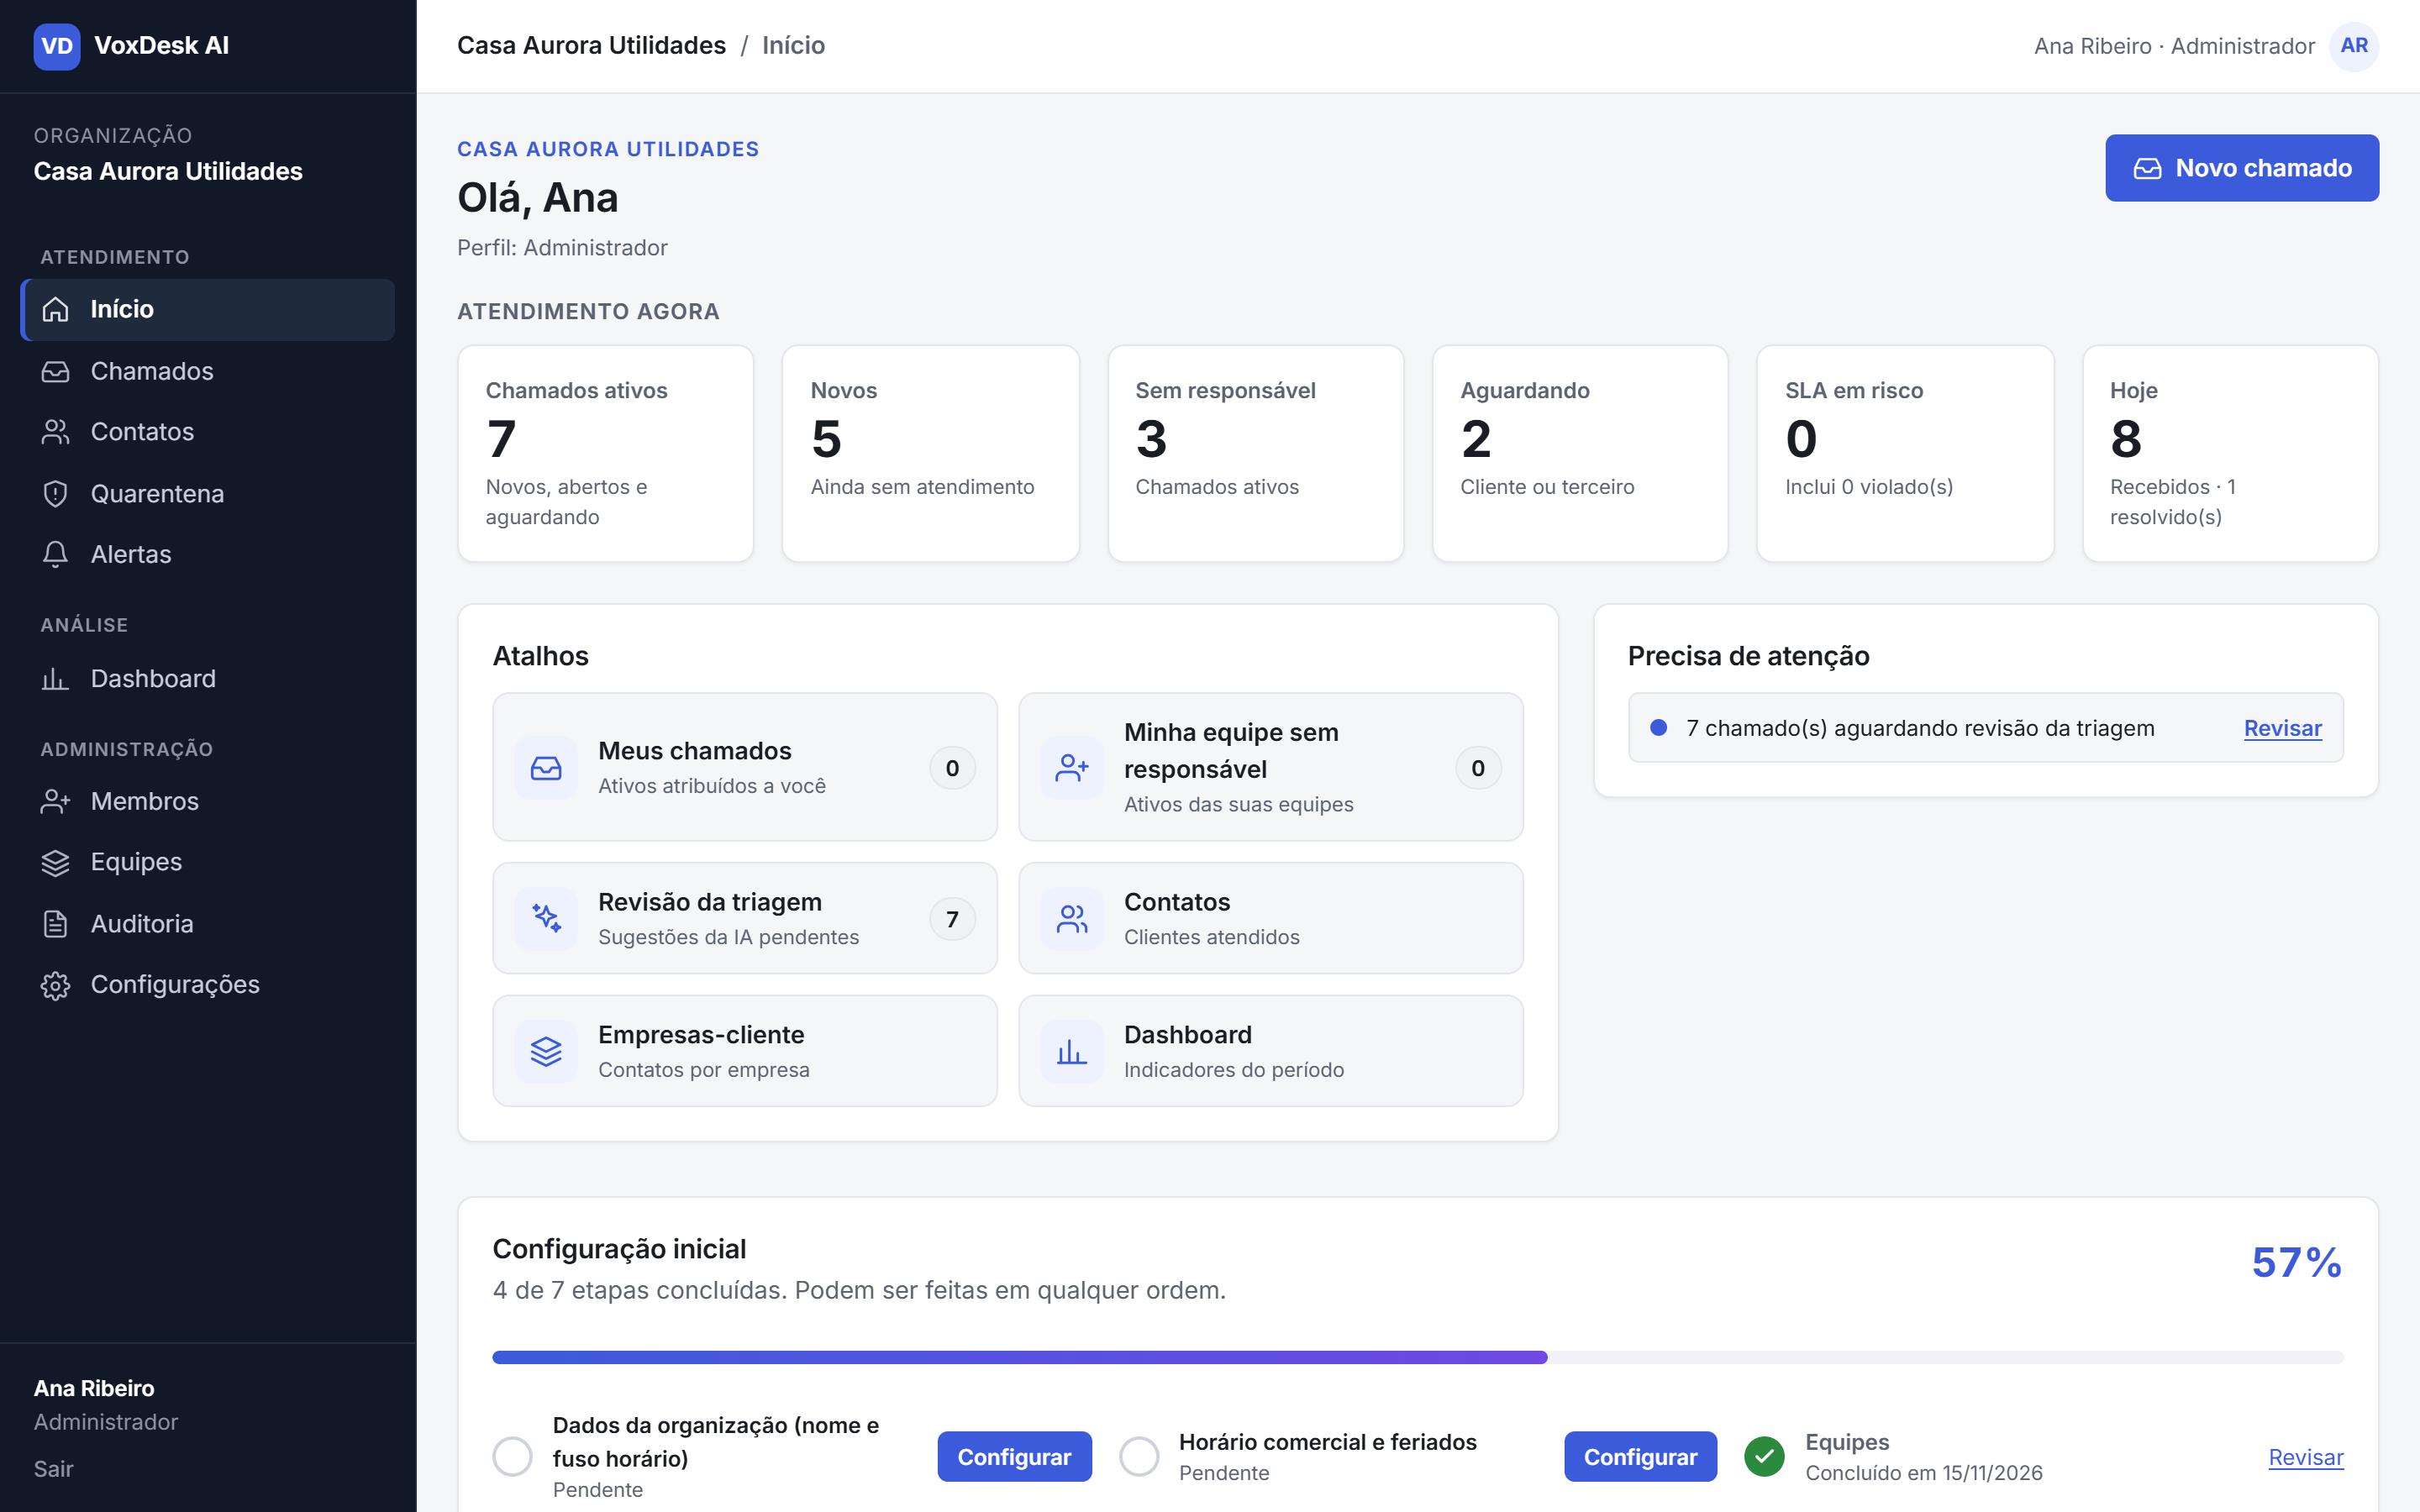 VD VoxDesk AI
ORGANIZAÇÃO
Casa Aurora Utilidades
ATENDIMENTO
Início
Chamados
Contatos
Quarentena
Alertas
ANÁLISE
Dashboard
ADMINISTRAÇÃO
Membros
Equipes
Auditoria
Configurações
Ana Ribeiro
Administrador
Sair
Casa Aurora Utilidades / Início
Ana Ribeiro · Administrador AR
CASA AURORA UTILIDADES
Olá, Ana
Perfil: Administrador
Novo chamado
ATENDIMENTO AGORA
Chamados ativos
7
Novos, abertos e
aguardando
Novos
5
Ainda sem atendimento
Sem responsável
3
Chamados ativos
Aguardando
2
Cliente ou terceiro
SLA em risco
0
Inclui 0 violado(s)
Hoje
8
Recebidos · 1
resolvido(s)
Atalhos
Meus chamados
Ativos atribuídos a você
0
Minha equipe sem
responsável
Ativos das suas equipes
0
Revisão da triagem
Sugestões da IA pendentes
7
Contatos
Clientes atendidos
Empresas-cliente
Contatos por empresa
Dashboard
Indicadores do período
Precisa de atenção
7 chamado(s) aguardando revisão da triagem Revisar
Configuração inicial
4 de 7 etapas concluídas. Podem ser feitas em qualquer ordem.
57%
Dados da organização (nome e
fuso horário)
Pendente
Configurar
Horário comercial e feriados
Pendente
Configurar
Equipes
Concluído em 15/11/2026
Revisar